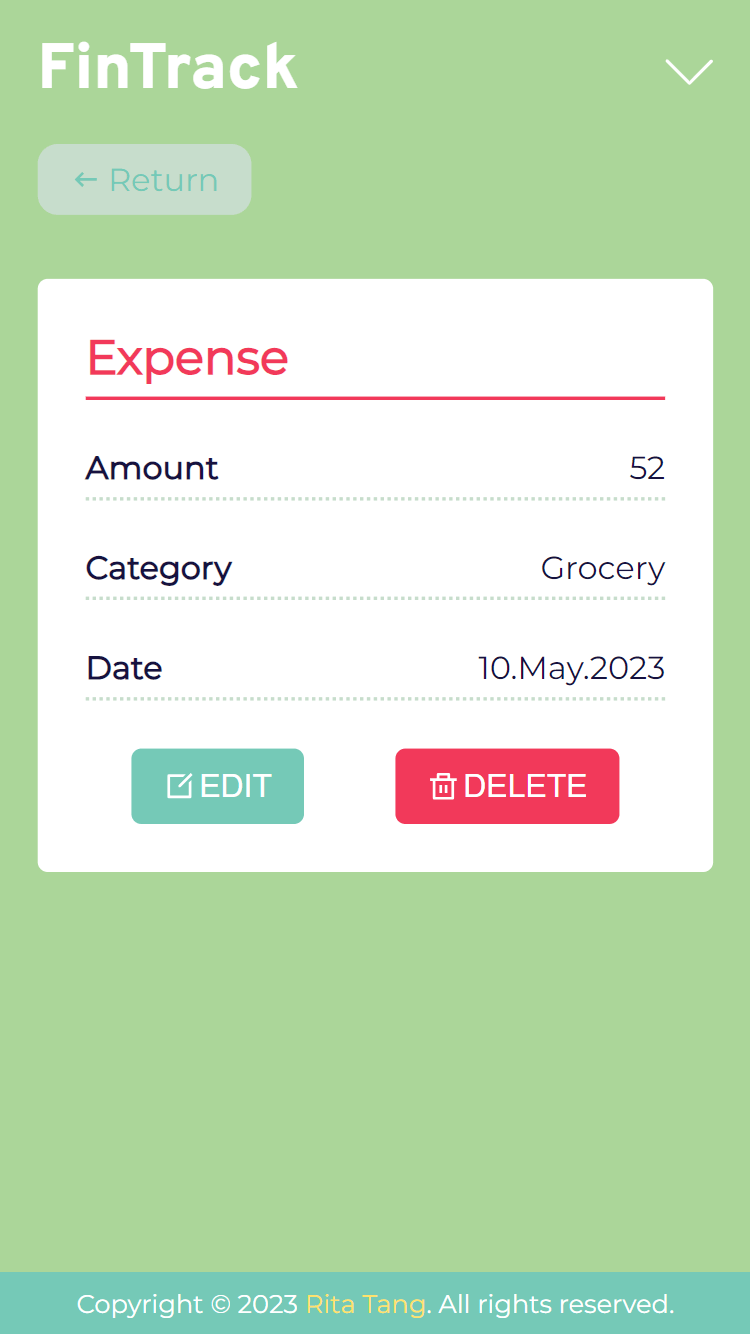 FinTrack
← Return
Expense
Amount 52
Category Grocery
Date 10.May.2023
EDIT DELETE
Copyright © 2023 Rita Tang. All rights reserved.